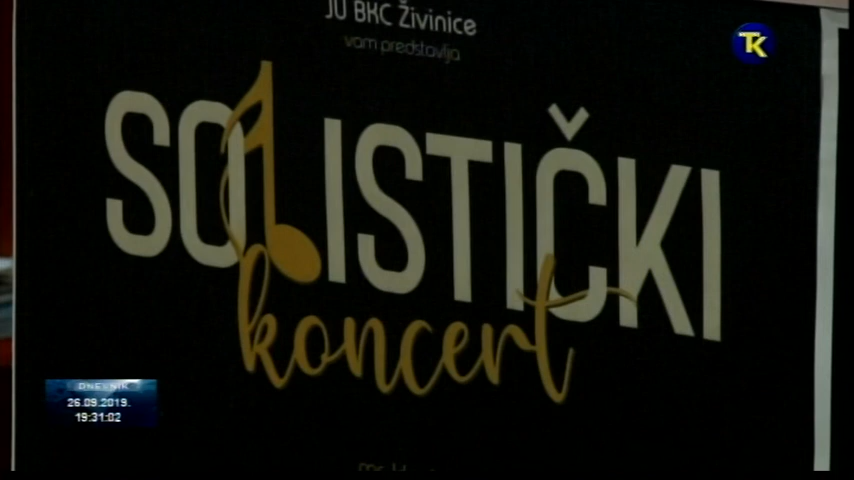 JU BKC Živinice
vam predstavlja
SOLISTIČKI
koncert
TK
DNEVNIK
26.09.2019.
19:31:02